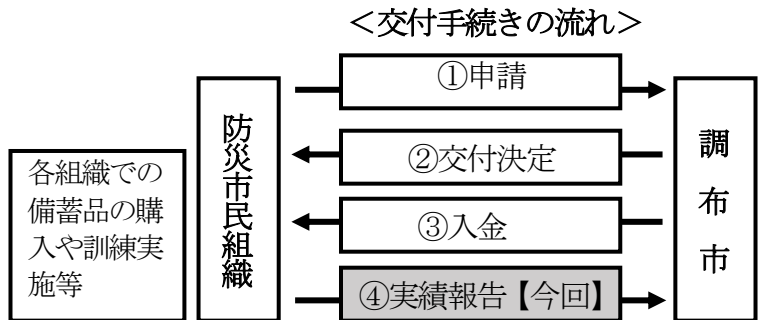 ＜交付手続きの流れ＞
①申請
②交付決定
③入金
④実績報告【今回】
防災市民組織
調布市
各組織での
備蓄品の購
入や訓練実
施等